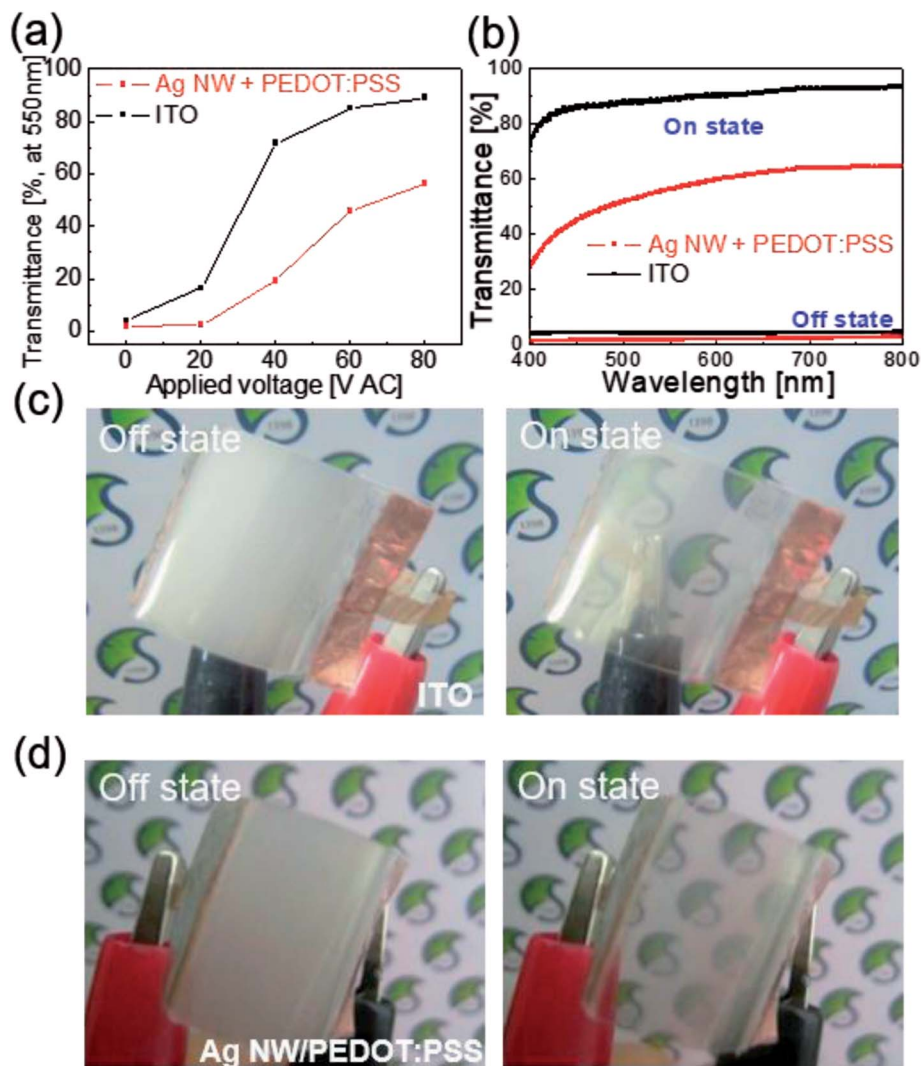 (a)
Transmittance [%, at 550nm]
100
80
60
40
20
0
Ag NW + PEDOT:PSS
ITO
0 20 40 60 80
Applied voltage [V AC]
(b)
Transmittance [%]
100
80
60
40
20
0
On state
Ag NW + PEDOT:PSS
ITO
Off state
400 500 600 700 800
Wavelength [nm]
(c)
Off state
ITO
On state
(d)
Off state
Ag NW/PEDOT:PSS
On state